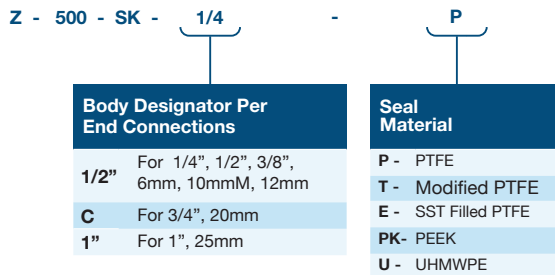 Z - 500 - SK - 1/4 - P
Body Designator Per
End Connections
1/2” For 1/4”, 1/2”, 3/8”,
6mm, 10mmM, 12mm
C For 3/4”, 20mm
1” For 1”, 25mm
Seal
Material
P - PTFE
T - Modified PTFE
E - SST Filled PTFE
PK- PEEK
U - UHMWPE